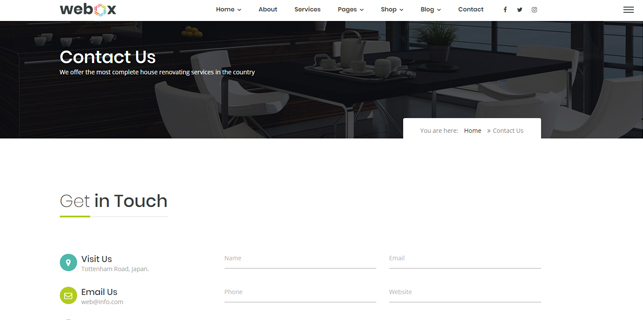 webox Home About Services Pages Shop Blog Contact
Contact Us
We offer the most complete house renovating services in the country
You are here: Home » Contact Us
Get in Touch
Visit Us
Tottenham Road, Japan.
Name Email
Email Us
web@info.com
Phone Website